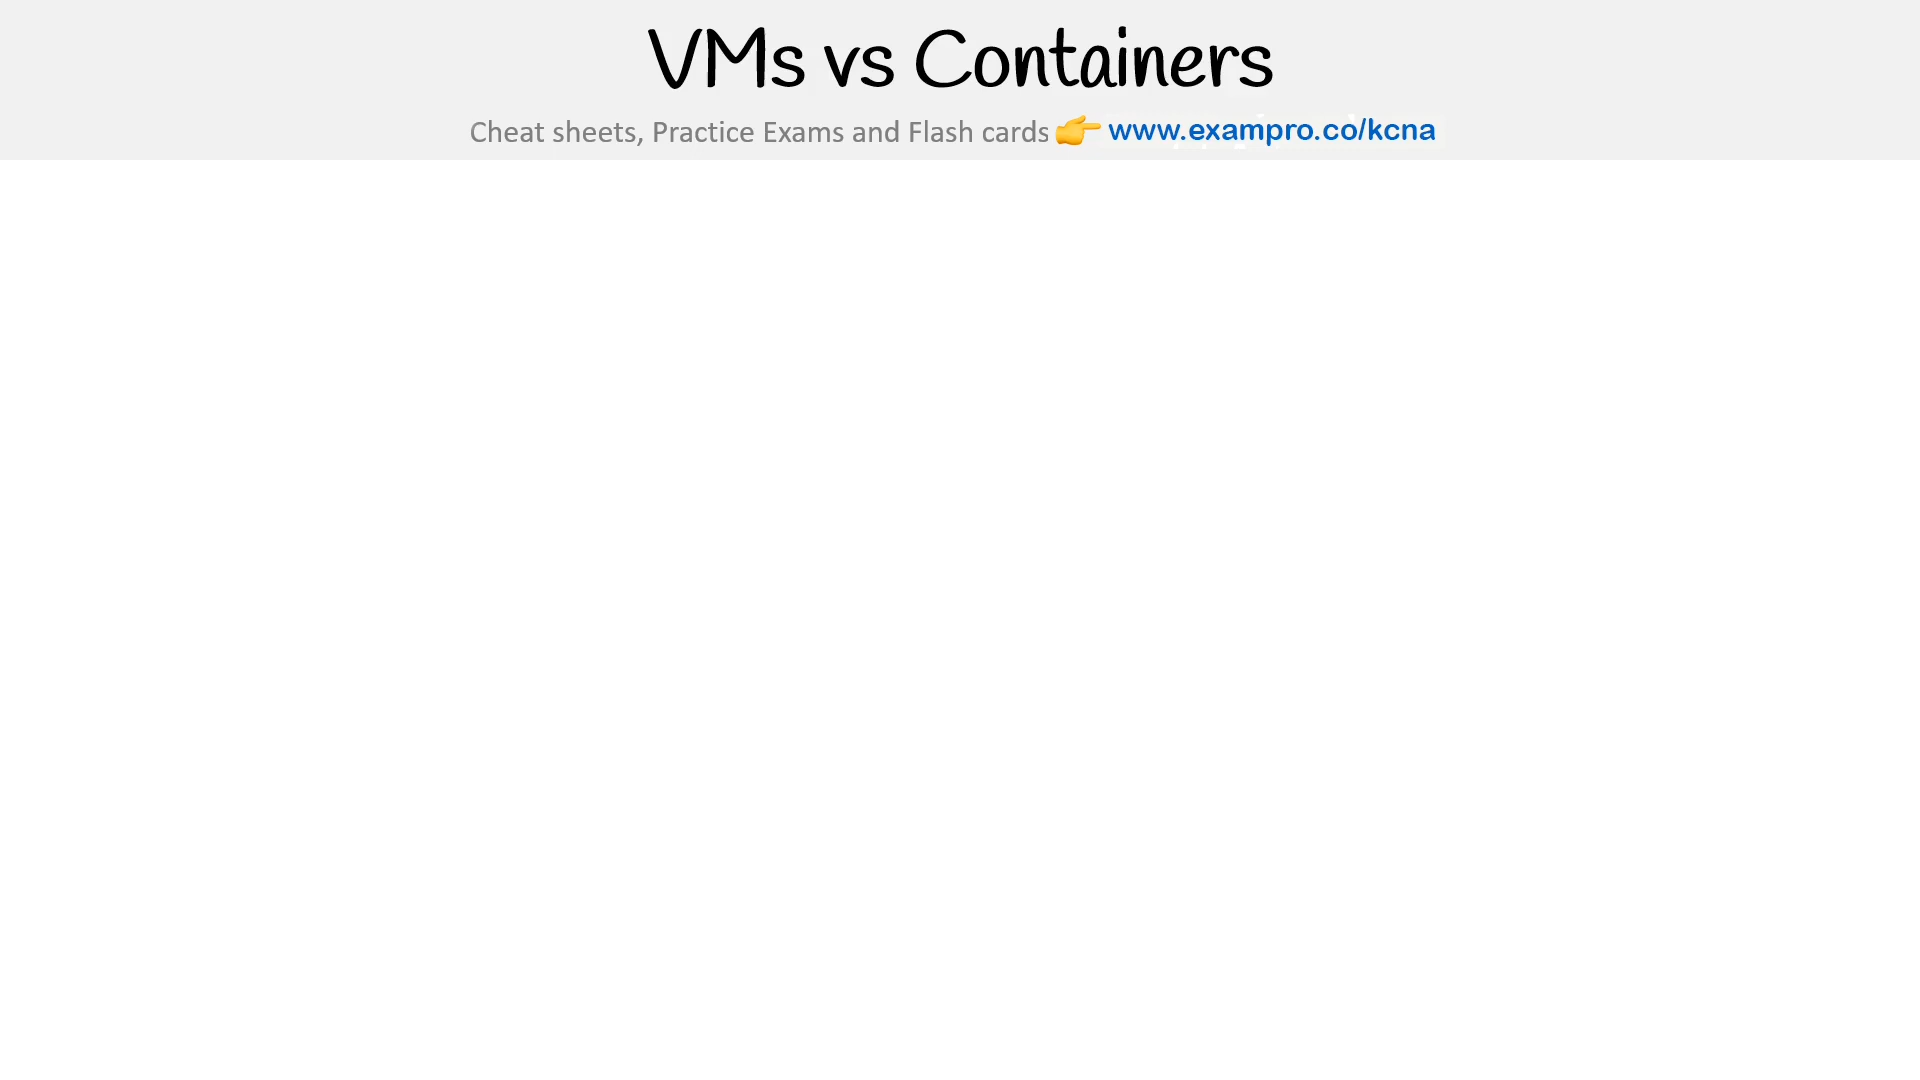 VMs vs Containers
Cheat sheets, Practice Exams and Flash cards 👉 www.exampro.co/kcna